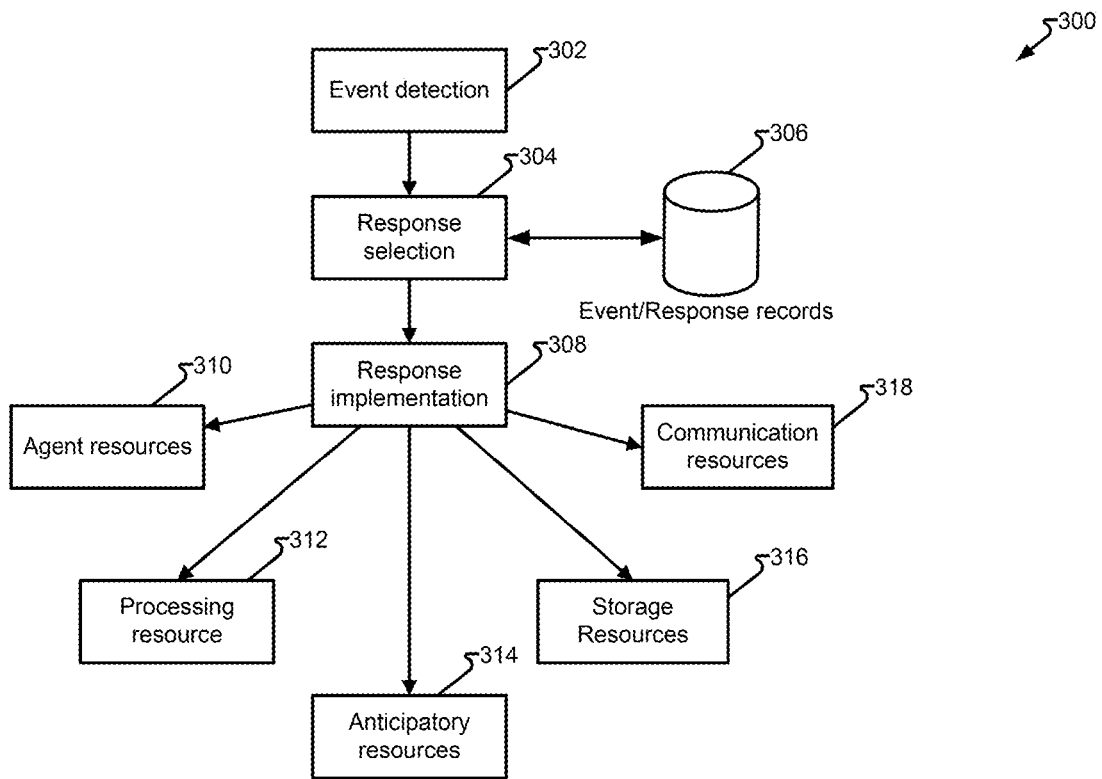 300
302
Event detection
304
306
Response
selection
Event/Response records
308
310
Response
implementation
318
Agent resources
Communication
resources
312
316
Processing
resource
Storage
Resources
314
Anticipatory
resources